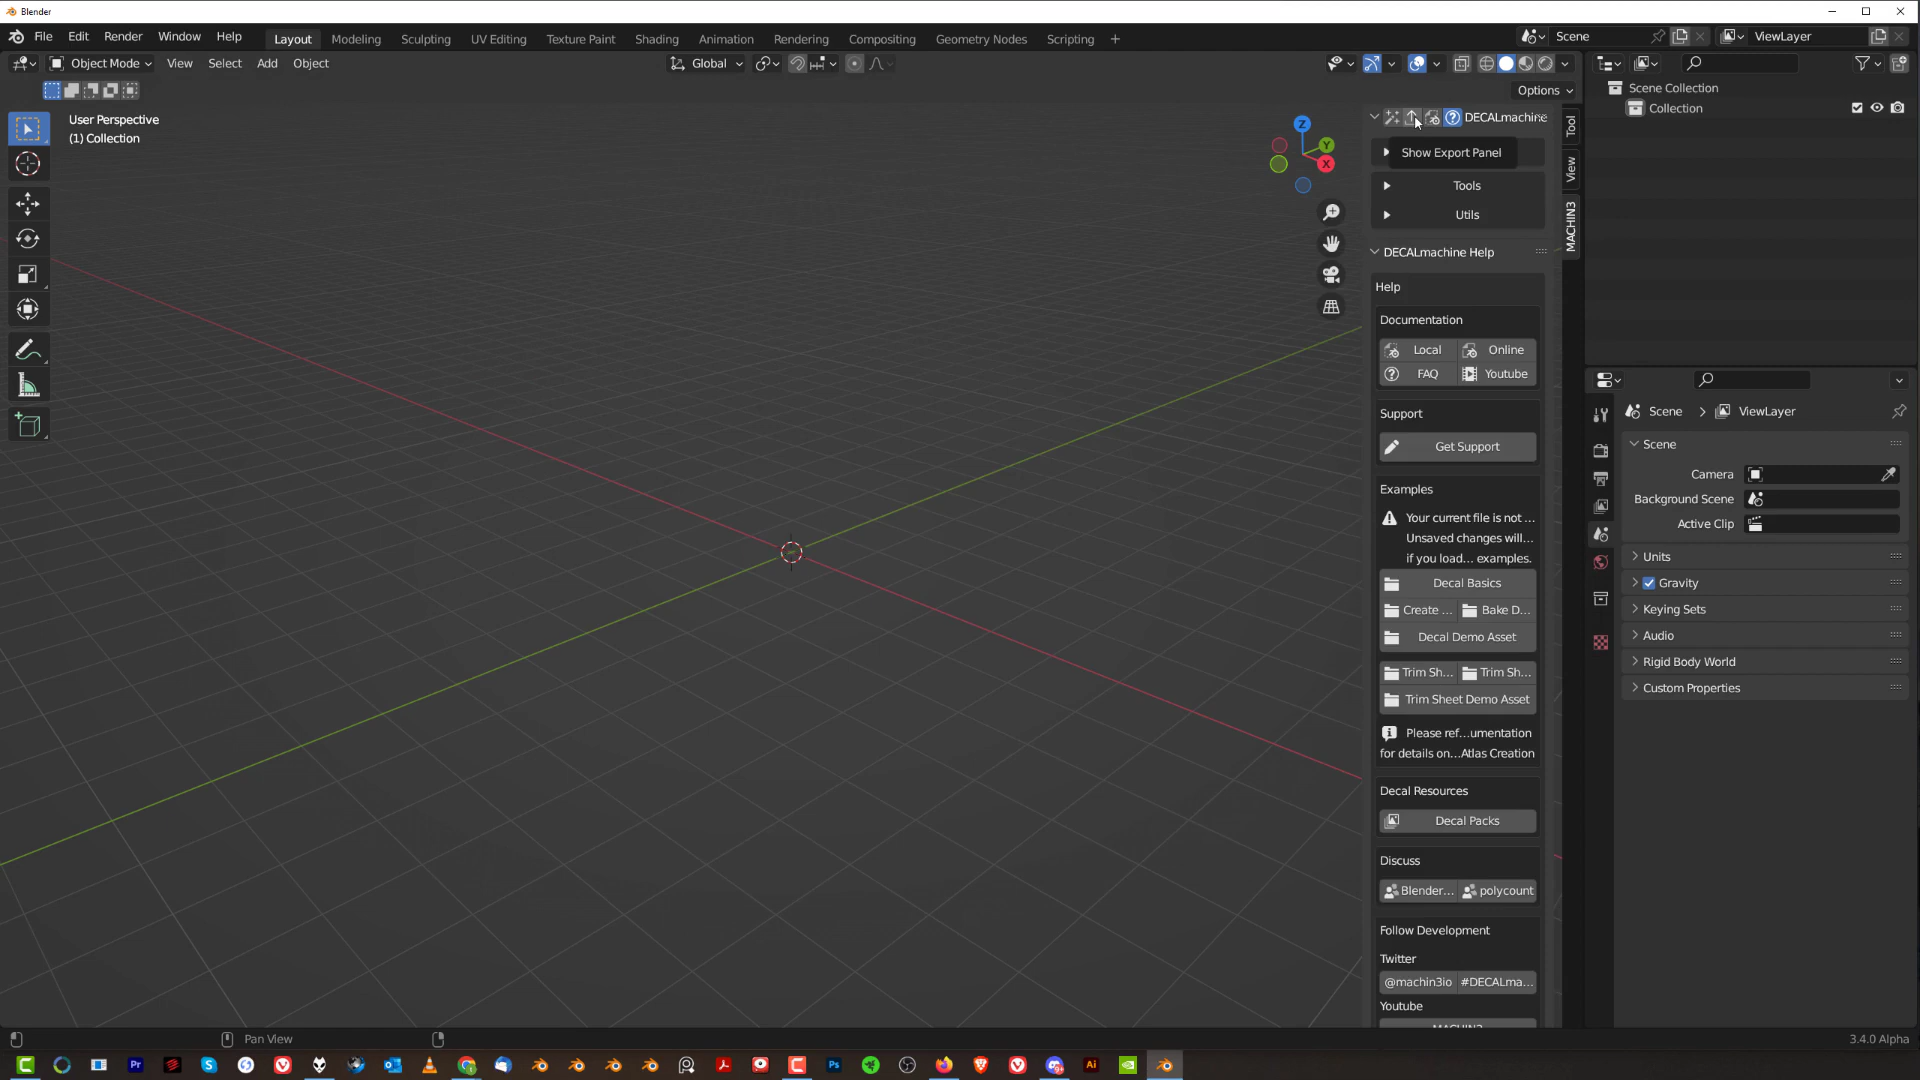 Blender
File Edit Render Window Help Layout Modeling Sculpting UV Editing Texture Paint Shading Animation Rendering Compositing Geometry Nodes Scripting + Scene ViewLayer
Object Mode View Select Add Object Global
Options
User Perspective
(1) Collection
Z
Y
X
DECALmachine
Show Export Panel
Tools
Utils
DECALmachine Help
Help
Documentation
Local Online
FAQ Youtube
Support
Get Support
Examples
Your current file is not ...
Unsaved changes will...
if you load... examples.
Decal Basics
Create ... Bake D...
Decal Demo Asset
Trim Sh... Trim Sh...
Trim Sheet Demo Asset
Please ref...umentation
for details on...Atlas Creation
Decal Resources
Decal Packs
Discuss
Blender... polycount
Follow Development
Twitter
@machin3io #DECALma...
Youtube
MACHIN3
Tool
View
MACHIN3
Scene Collection
Collection
Scene > ViewLayer
Scene
Camera
Background Scene
Active Clip
Units
Gravity
Keying Sets
Audio
Rigid Body World
Custom Properties
Pan View
3.4.0 Alpha
Pr
Ps
Ai